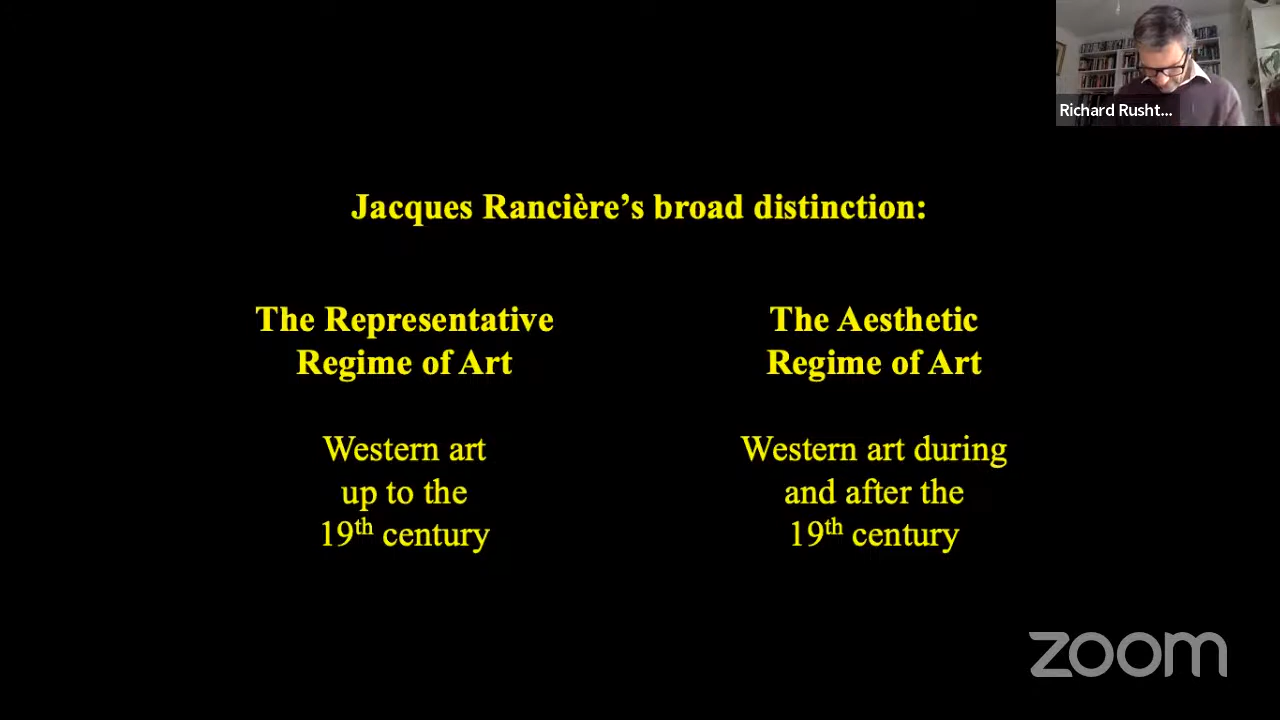 Richard Rusht...
Jacques Rancière's broad distinction:
The Representative
Regime of Art
Western art
up to the
19th century
The Aesthetic
Regime of Art
Western art during
and after the
19th century
zoom